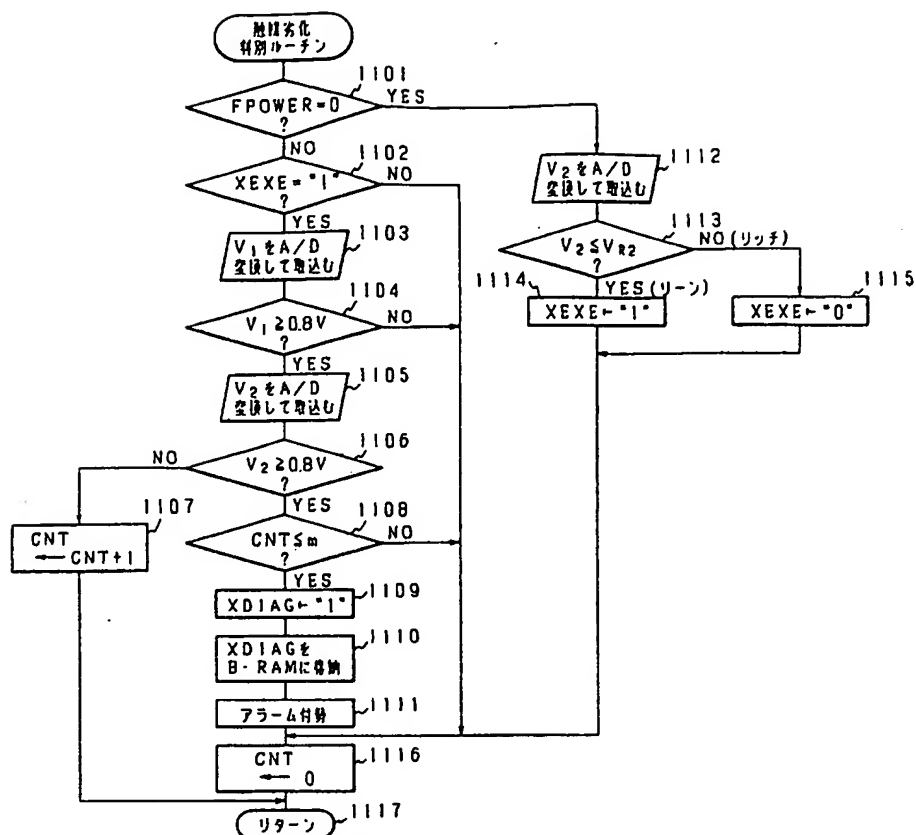 触媒劣化
判別ルーチン
1101
FPOWER=0
?
YES
NO
1102
XEXE="1"
?
NO
YES
1103
V1をA/D
変換して取込む
1104
V1≧0.8V
?
NO
YES
1105
V2をA/D
変換して取込む
1106
V2≧0.8V
?
NO
YES
1107
CNT
← CNT+1
1108
CNT≦m
?
NO
YES
1109
XDIAG←"1"
1110
XDIAGを
B・RAMに格納
1111
アラーム付勢
1112
V2をA/D
変換して取込む
1113
V2≦VR2
?
NO(リッチ)
YES(リーン)
1114
XEXE←"1"
1115
XEXE←"0"
1116
CNT
← 0
リターン
1117